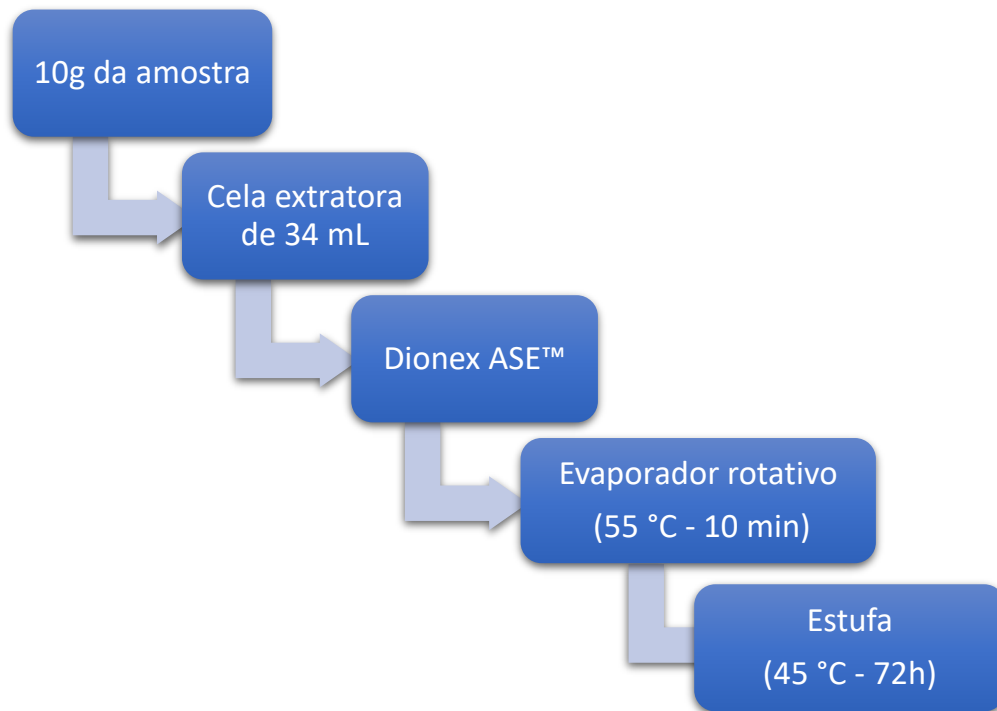 10g da amostra
Cela extratora
de 34 mL
Dionex ASE™
Evaporador rotativo
(55 °C - 10 min)
Estufa
(45 °C - 72h)